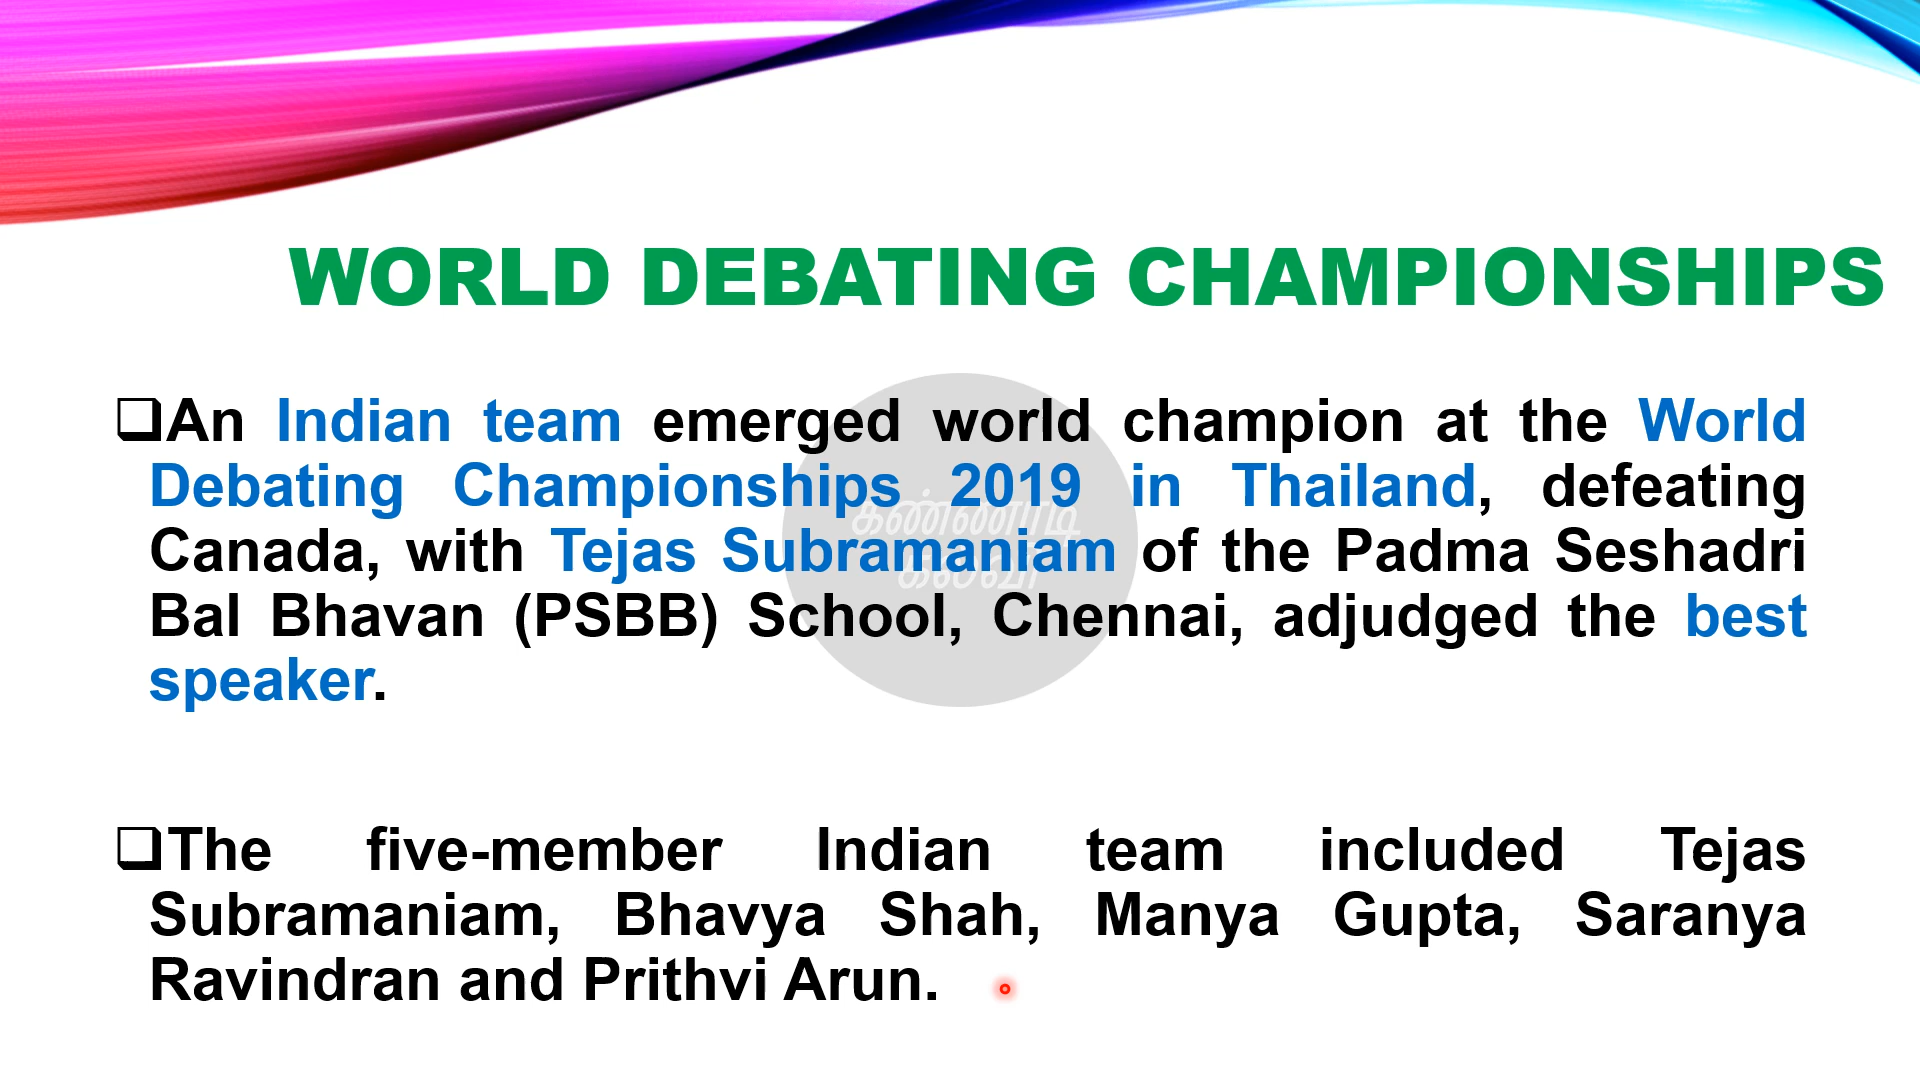 WORLD DEBATING CHAMPIONSHIPS
An Indian team emerged world champion at the World
Debating Championships 2019 in Thailand, defeating
Canada, with Tejas Subramaniam of the Padma Seshadri
Bal Bhavan (PSBB) School, Chennai, adjudged the best
speaker.
The five-member Indian team included Tejas
Subramaniam, Bhavya Shah, Manya Gupta, Saranya
Ravindran and Prithvi Arun.